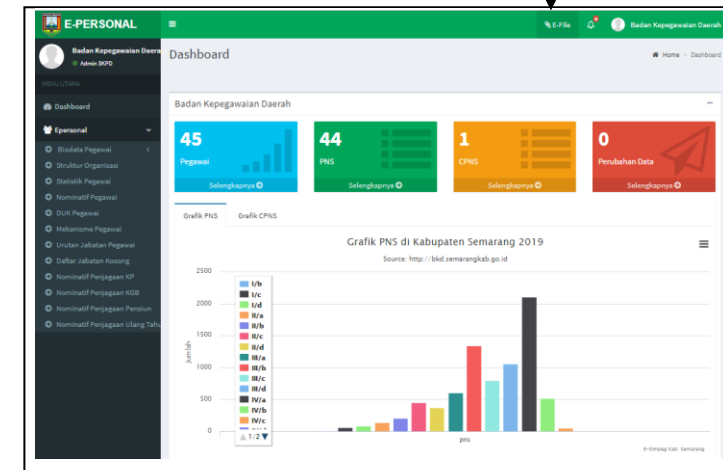 E-PERSONAL
E-File
Badan Kepegawaian Daerah
Badan Kepegawaian Daera
Admin SKPD
Dashboard
Home > Dashboard
MENU UTAMA
Dashboard
Epersonal
Biodata Pegawai
Struktur Organisasi
Statistik Pegawai
Nominatif Pegawai
DUK Pegawai
Mekanisme Pegawai
Urutan Jabatan Pegawai
Daftar Jabatan Kosong
Nominatif Penjagaan KP
Nominatif Penjagaan KGB
Nominatif Penjagaan Pensiun
Nominatif Penjagaan Ulang Tahu
Badan Kepegawaian Daerah
45
Pegawai
Selengkapnya
44
PNS
Selengkapnya
1
CPNS
Selengkapnya
0
Perubahan Data
Selengkapnya
Grafik PNS
Grafik CPNS
Grafik PNS di Kabupaten Semarang 2019
Source: http://bkd.semarangkab.go.id
Jumlah
2500
2000
1500
1000
500
0
I/b
I/c
I/d
II/a
II/b
II/c
II/d
III/a
III/b
III/c
III/d
IV/a
IV/b
IV/c
1/2
pns
E-Simpeg Kab. Semarang